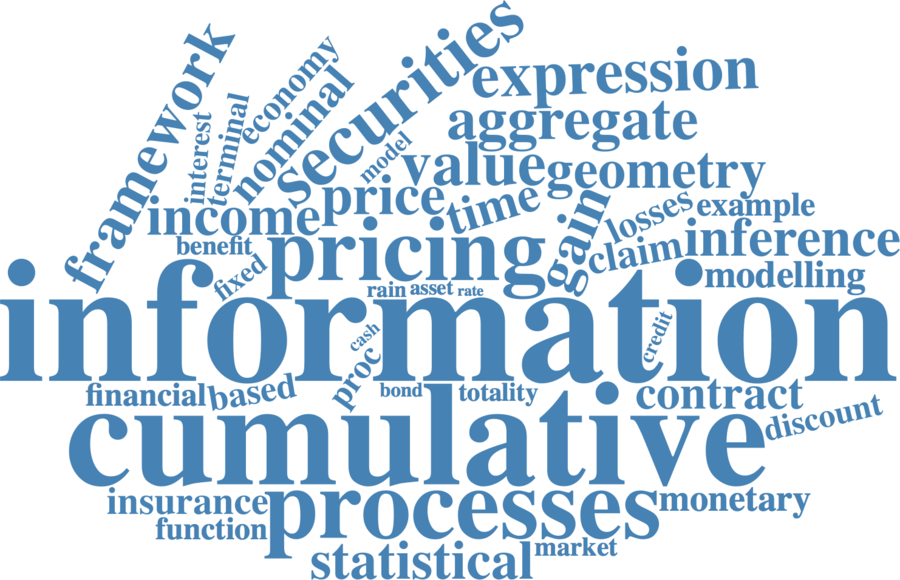 securities
framework
economy
nominal
terminal
interest
expression
aggregate
model
value
geometry
price
time
income
benefit
gain
losses
example
pricing
claim
inference
fixed
modelling
rain
asset
rate
information
cash
credit
proc
financial
based
bond
totality
contract
cumulative
discount
insurance
processes
monetary
function
statistical
market